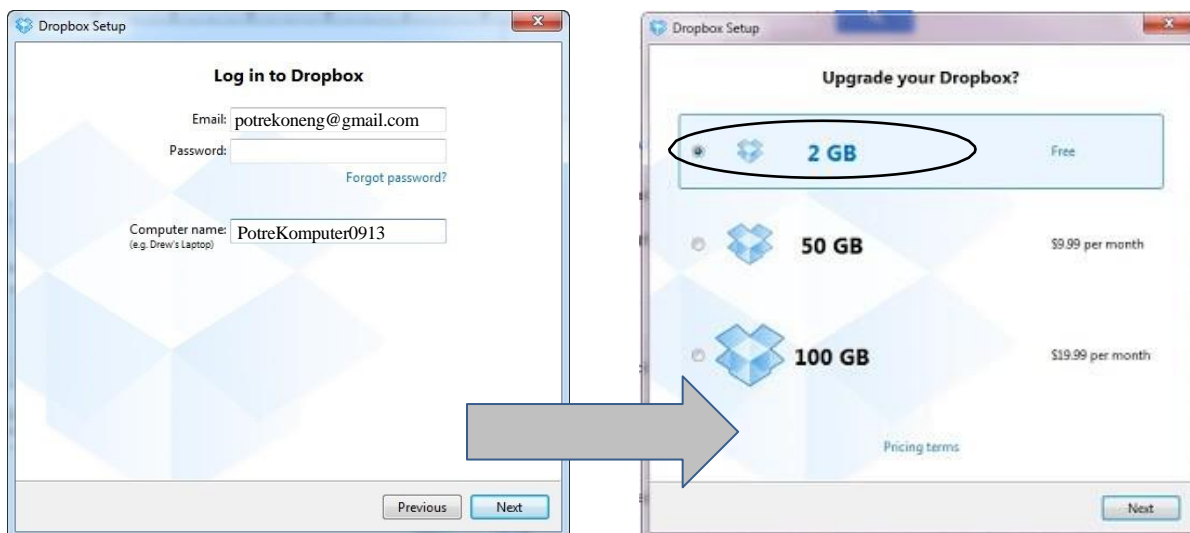 Dropbox Setup
Log in to Dropbox
Email: potrekoneng@gmail.com
Password:
Forgot password?
Computer name: PotreKomputer0913
(e.g. Drew's Laptop)
Previous Next
Dropbox Setup
Upgrade your Dropbox?
2 GB Free
50 GB $9.99 per month
100 GB $19.99 per month
Pricing terms
Next